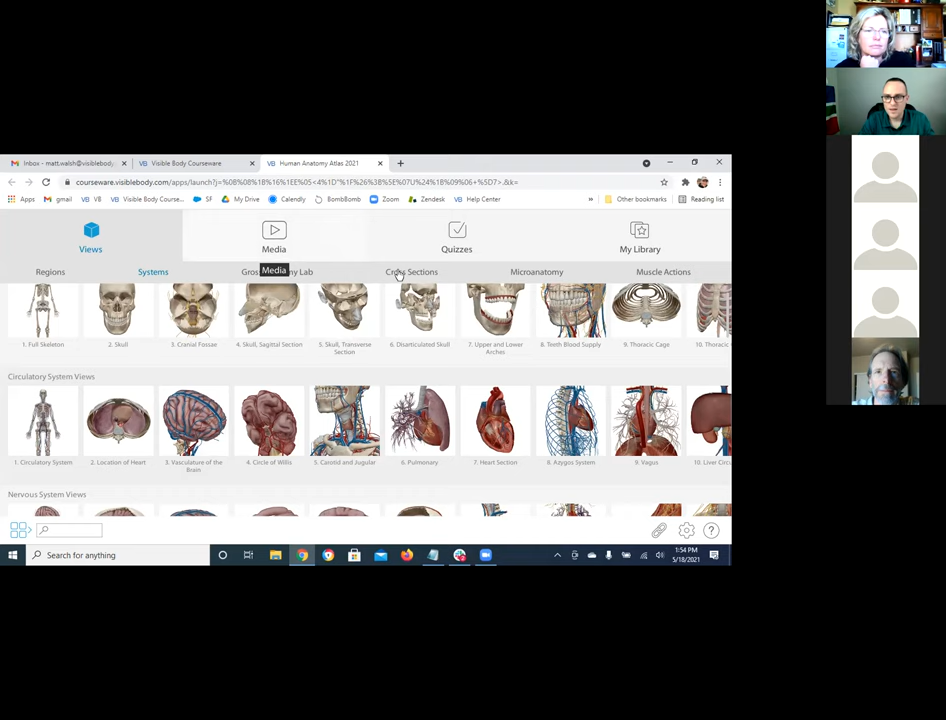 Inbox - matt.walsh@visiblebody
Visible Body Courseware
Human Anatomy Atlas 2021
Apps
gmail
VB
Visible Body Course...
SF
My Drive
Calendly
BombBomb
Zoom
Zendesk
Help Center
»
Other bookmarks
Reading list
Views
Media
Quizzes
My Library
Regions
Systems
Media
Cross Sections
Microanatomy
Muscle Actions
1. Full Skeleton
2. Skull
3. Cranial Fossae
4. Skull, Sagittal Section
5. Skull, Transverse Section
6. Disarticulated Skull
7. Upper and Lower Arches
8. Teeth Blood Supply
9. Thoracic Cage
10. Thoracic
Circulatory System Views
1. Circulatory System
2. Location of Heart
3. Vasculature of the Brain
4. Circle of Willis
5. Carotid and Jugular
6. Pulmonary
7. Heart Section
8. Azygos System
9. Vagus
10. Liver Circ
Nervous System Views
Search for anything
1:54 PM
5/18/2021